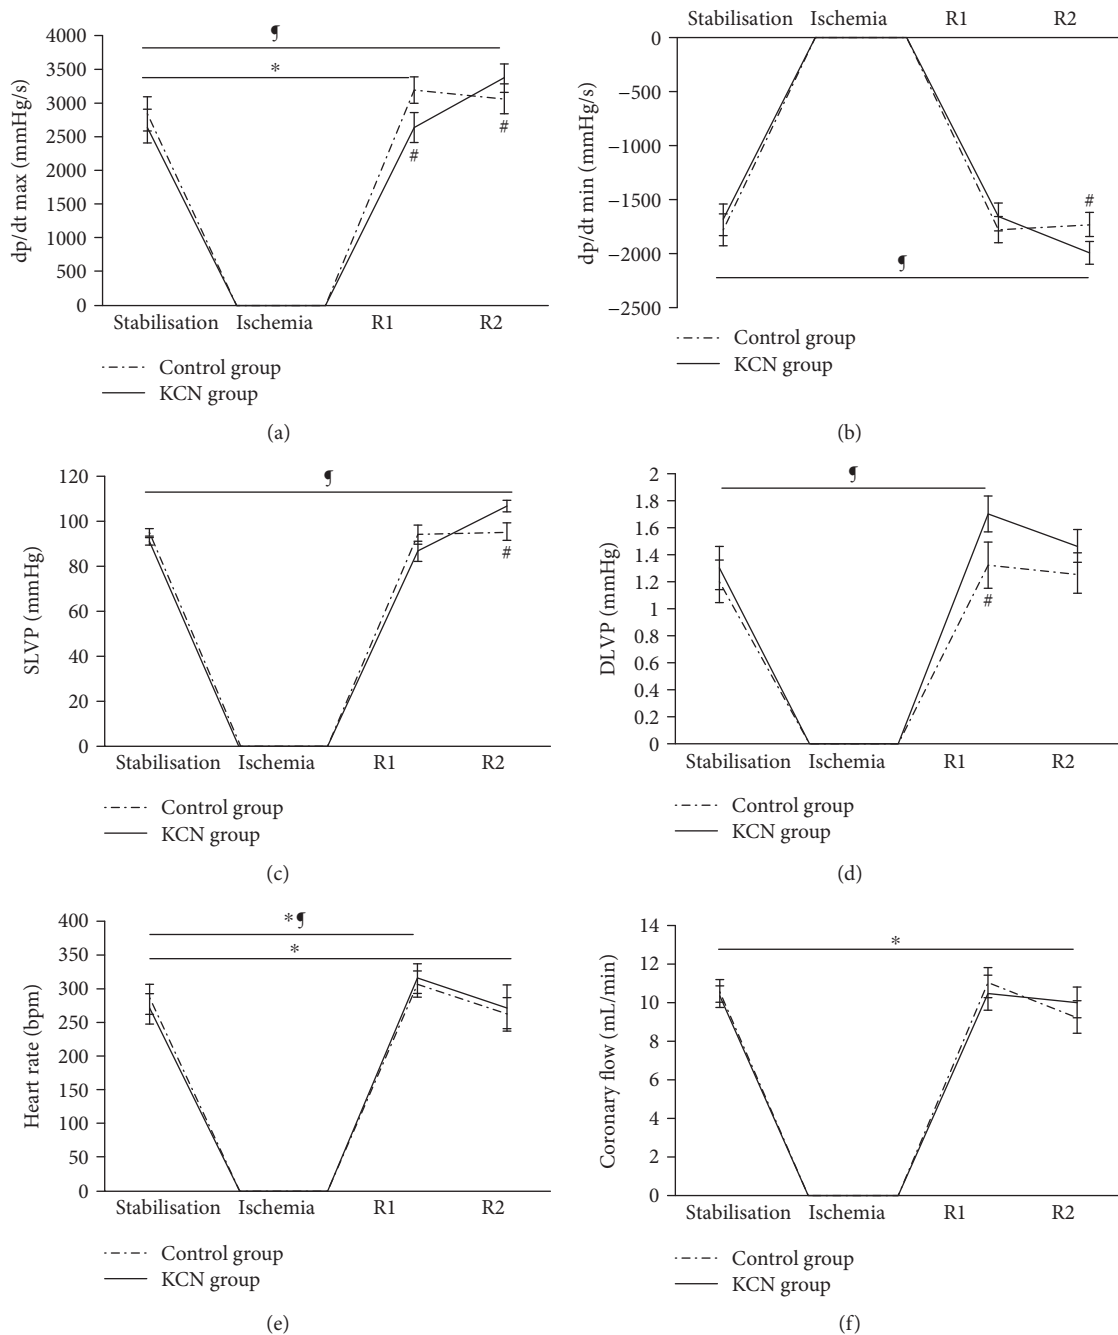 ¶
*
4000
3500
3000
2500
2000
1500
1000
500
0
dp/dt max (mmHg/s)
#
#
Stabilisation Ischemia R1 R2
Control group
KCN group
(a)
Stabilisation Ischemia R1 R2
0
−500
−1000
−1500
−2000
−2500
dp/dt min (mmHg/s)
#
¶
Control group
KCN group
(b)
¶
120
100
80
60
40
20
0
SLVP (mmHg)
#
Stabilisation Ischemia R1 R2
Control group
KCN group
(c)
¶
2
1.8
1.6
1.4
1.2
1
0.8
0.6
0.4
0.2
0
DLVP (mmHg)
#
Stabilisation Ischemia R1 R2
Control group
KCN group
(d)
*¶
*
400
350
300
250
200
150
100
50
0
Heart rate (bpm)
Stabilisation Ischemia R1 R2
Control group
KCN group
(e)
*
14
12
10
8
6
4
2
0
Coronary flow (mL/min)
Stabilisation Ischemia R1 R2
Control group
KCN group
(f)